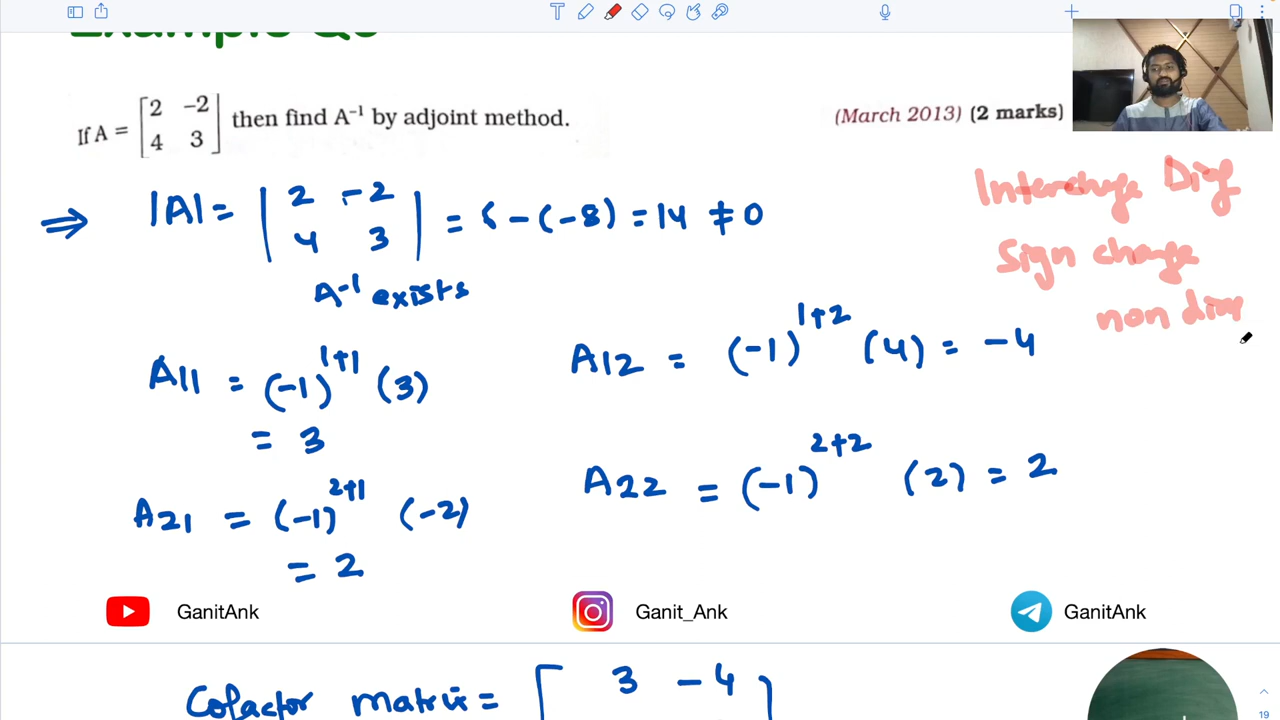 Example Q6
If A = [2 -2
4 3] then find A⁻¹ by adjoint method.
(March 2013) (2 marks)
Interchange Diag
Sign change
non diag
⇒ |A| = | 2 -2
4 3 | = 6 - (-8) = 14 ≠ 0
A⁻¹ exists
A11 = (-1)^1+1 (3)
= 3
A12 = (-1)^1+2 (4) = -4
A21 = (-1)^2+1 (-2)
= 2
A22 = (-1)^2+2 (2) = 2
GanitAnk
Ganit_Ank
GanitAnk
Cofactor matrix = [ 3 -4 ]
19